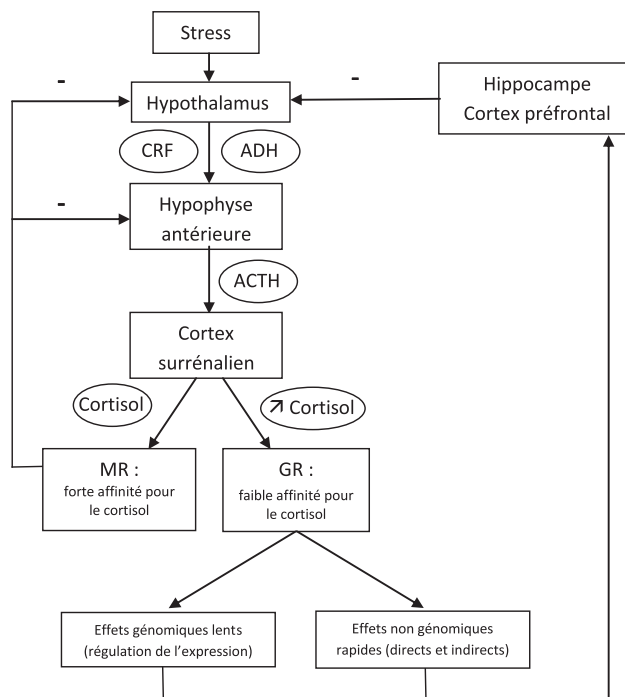 Stress
-
-
Hippocampe
Cortex préfrontal
Hypothalamus
CRF
ADH
-
Hypophyse
antérieure
ACTH
Cortex
surrénalien
Cortisol
↗ Cortisol
MR :
forte affinité pour
le cortisol
GR :
faible affinité pour
le cortisol
Effets génomiques lents
(régulation de l'expression)
Effets non génomiques
rapides (directs et indirects)